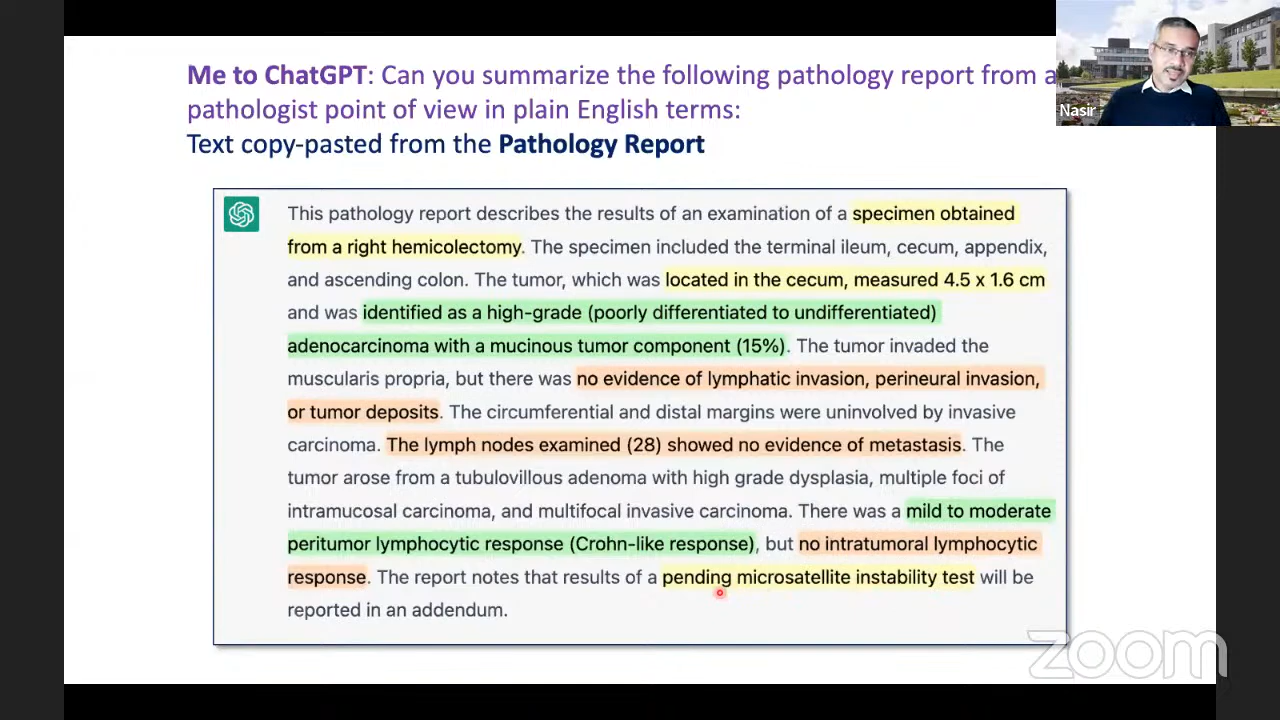 Me to ChatGPT: Can you summarize the following pathology report from a
pathologist point of view in plain English terms:
Text copy-pasted from the Pathology Report
Nasir
This pathology report describes the results of an examination of a specimen obtained
from a right hemicolectomy. The specimen included the terminal ileum, cecum, appendix,
and ascending colon. The tumor, which was located in the cecum, measured 4.5 x 1.6 cm
and was identified as a high-grade (poorly differentiated to undifferentiated)
adenocarcinoma with a mucinous tumor component (15%). The tumor invaded the
muscularis propria, but there was no evidence of lymphatic invasion, perineural invasion,
or tumor deposits. The circumferential and distal margins were uninvolved by invasive
carcinoma. The lymph nodes examined (28) showed no evidence of metastasis. The
tumor arose from a tubulovillous adenoma with high grade dysplasia, multiple foci of
intramucosal carcinoma, and multifocal invasive carcinoma. There was a mild to moderate
peritumor lymphocytic response (Crohn-like response), but no intratumoral lymphocytic
response. The report notes that results of a pending microsatellite instability test will be
reported in an addendum.
zoom